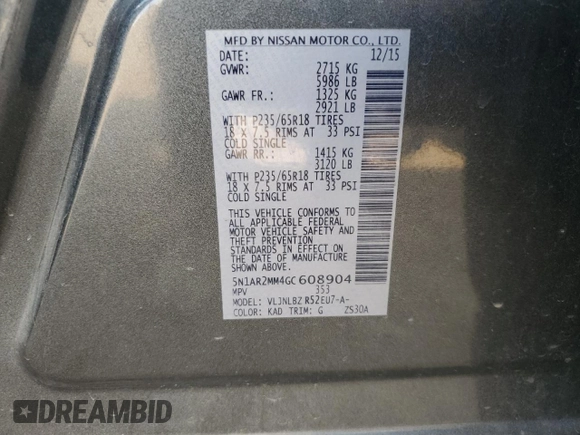 MFD BY NISSAN MOTOR CO., LTD.
DATE: 12/15
GVWR: 2715 KG
5986 LB
GAWR FR.: 1325 KG
2921 LB
WITH P235/65R18 TIRES
18 X 7.5 RIMS AT 33 PSI
COLD SINGLE
GAWR RR.: 1415 KG
3120 LB
WITH P235/65R18 TIRES
18 X 7.5 RIMS AT 33 PSI
COLD SINGLE
THIS VEHICLE CONFORMS TO
ALL APPLICABLE FEDERAL
MOTOR VEHICLE SAFETY AND
THEFT PREVENTION
STANDARDS IN EFFECT ON
THE DATE OF MANUFACTURE
SHOWN ABOVE.
5N1AR2MM4GC608904
MPV 353
MODEL: VLJNLBZ R52EU7-A-
COLOR: KAD TRIM: G ZS30A
DREAMBID